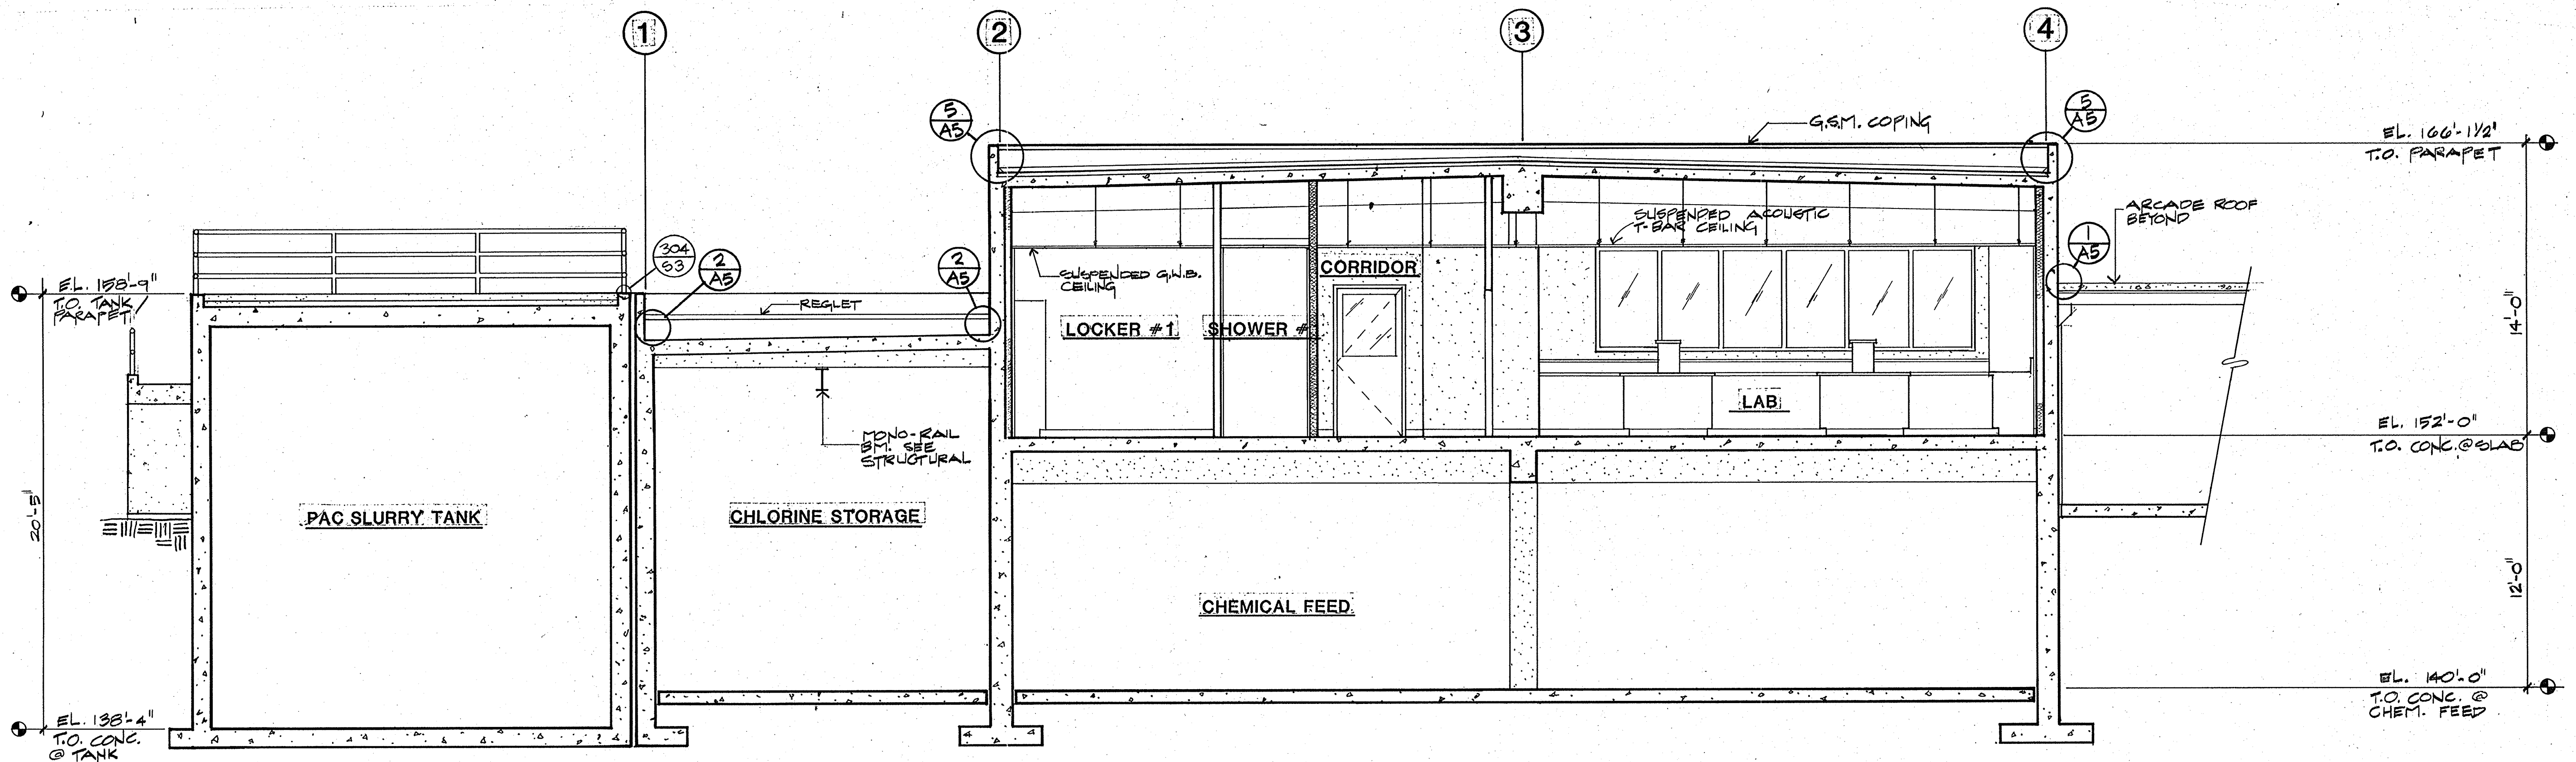 1
2
3
4
5
A5
5
A5
G.S.M. COPING
EL. 166'-1 1/2"
T.O. PARAPET
ARCADE ROOF
BEYOND
SUSPENDED ACOUSTIC
T-BAR CEILING
304
S3
2
A5
2
A5
1
A5
SUSPENDED G.W.B.
CEILING
CORRIDOR
EL. 158'-9"
T.O. TANK
PARAPET
REGLET
LOCKER #1
SHOWER #
14'-0"
LAB
EL. 152'-0"
T.O. CONC.@SLAB
MONO-RAIL
BM. SEE
STRUCTURAL
20'-5"
PAC SLURRY TANK
CHLORINE STORAGE
CHEMICAL FEED
12'-0"
EL. 140'-0"
T.O. CONC. @
CHEM. FEED
EL. 138'-4"
T.O. CONC.
@ TANK